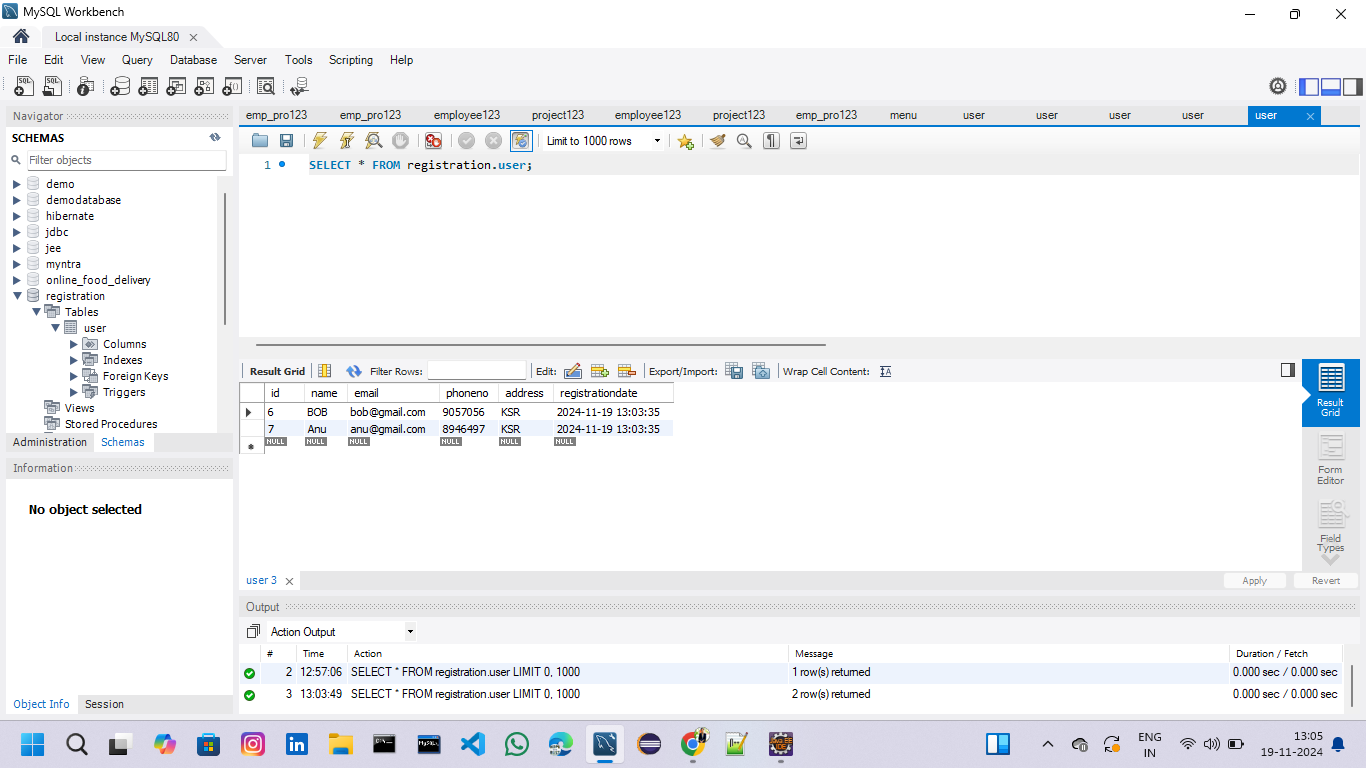 MySQL Workbench
Local instance MySQL80
File Edit View Query Database Server Tools Scripting Help
Navigator
SCHEMAS
Filter objects
demo
demodatabase
hibernate
jdbc
jee
myntra
online_food_delivery
registration
Tables
user
Columns
Indexes
Foreign Keys
Triggers
Views
Stored Procedures
Administration Schemas
Information
No object selected
Object Info Session
emp_pro123 emp_pro123 employee123 project123 employee123 project123 emp_pro123 menu user user user user user
Limit to 1000 rows
1 SELECT * FROM registration.user;
Result Grid Filter Rows: Edit: Export/Import: Wrap Cell Content:
id name email phoneno address registrationdate
6 BOB bob@gmail.com 9057056 KSR 2024-11-19 13:03:35
7 Anu anu@gmail.com 8946497 KSR 2024-11-19 13:03:35
NULL NULL NULL NULL NULL NULL
Result
Grid
Form
Editor
Field
Types
user 3 Apply Revert
Output
Action Output
# Time Action Message Duration / Fetch
2 12:57:06 SELECT * FROM registration.user LIMIT 0, 1000 1 row(s) returned 0.000 sec / 0.000 sec
3 13:03:49 SELECT * FROM registration.user LIMIT 0, 1000 2 row(s) returned 0.000 sec / 0.000 sec
ENG
IN
13:05
19-11-2024